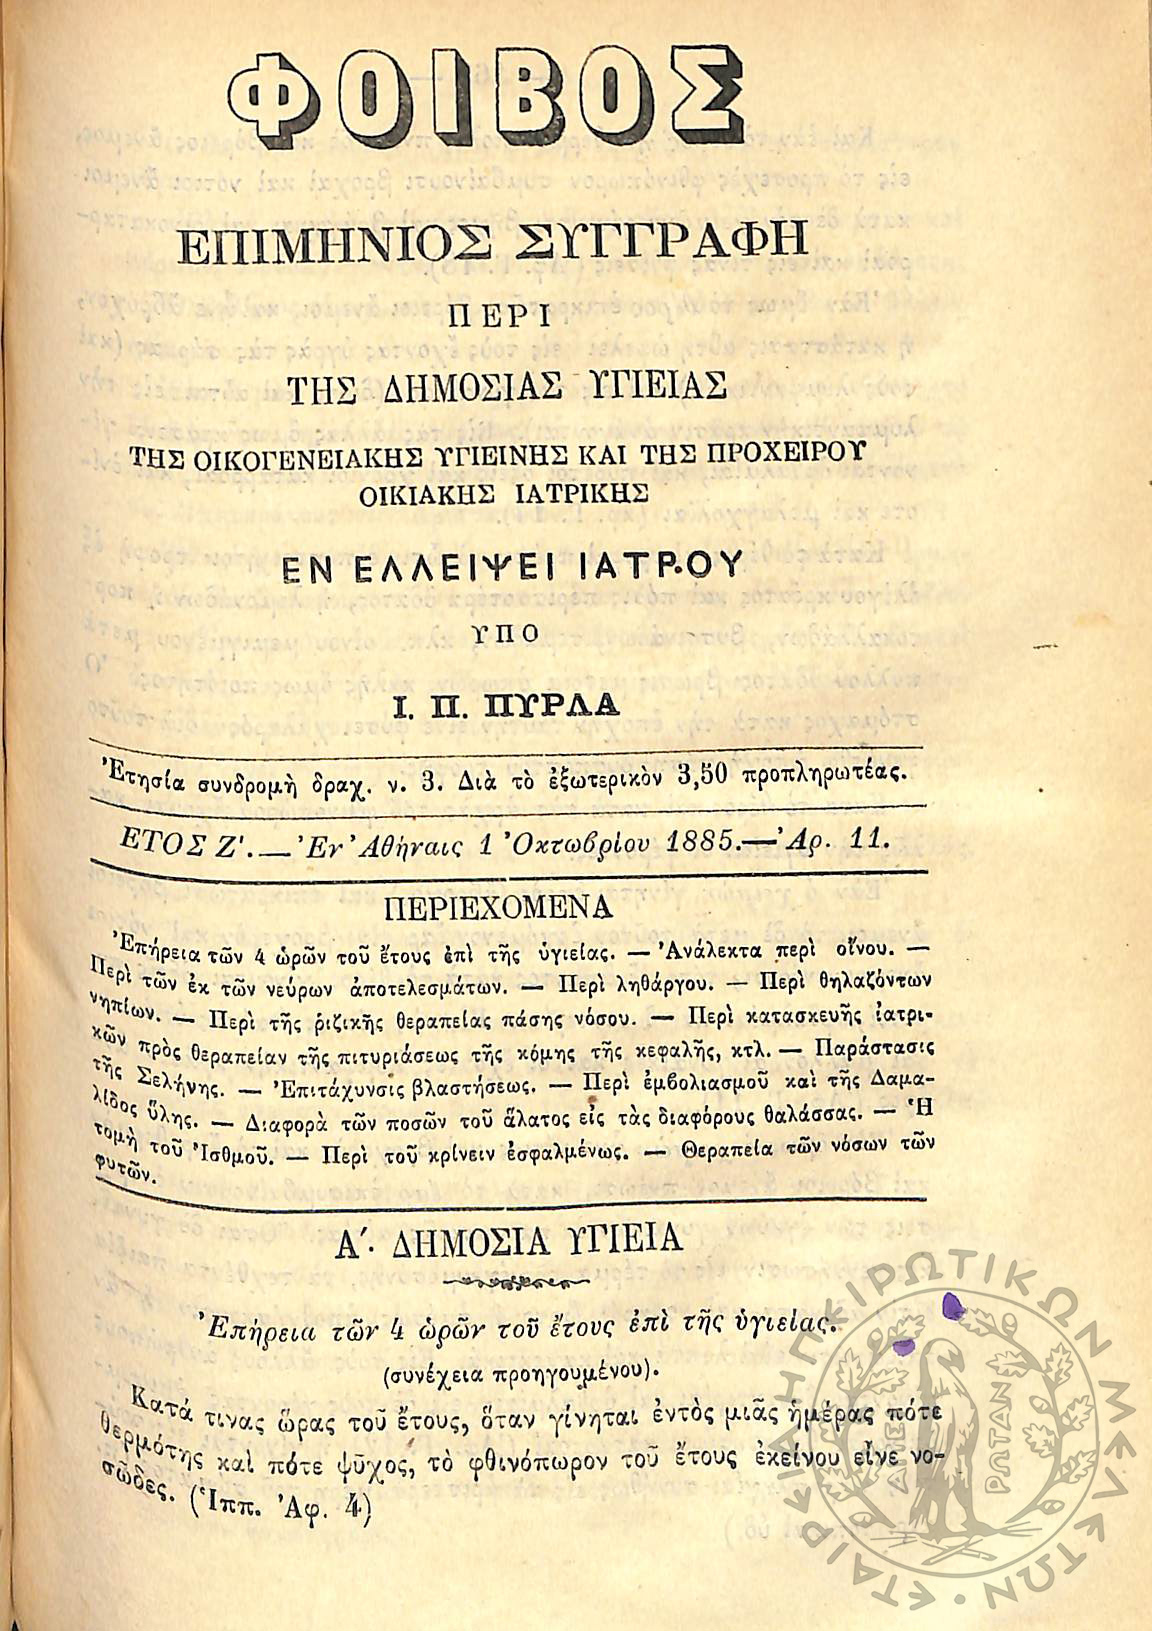 ΦΟΙΒΟΣ
ΕΠΙΜΗΝΙΟΣ ΣΥΓΓΡΑΦΗ
ΠΕΡΙ
ΤΗΣ ΔΗΜΟΣΙΑΣ ΥΓΙΕΙΑΣ
ΤΗΣ ΟΙΚΟΓΕΝΕΙΑΚΗΣ ΥΓΙΕΙΝΗΣ ΚΑΙ ΤΗΣ ΠΡΟΧΕΙΡΟΥ
ΟΙΚΙΑΚΗΣ ΙΑΤΡΙΚΗΣ
ΕΝ ΕΛΛΕΙΨΕΙ ΙΑΤΡΟΥ
ΥΠΟ
Ι. Π. ΠΥΡΛΑ
Ἐτησία συνδρομὴ δραχ. ν. 3. Διὰ τὸ ἐξωτερικὸν 3,50 προπληρωτέας.
ΕΤΟΣ Ζ'.— Ἐν Ἀθήναις 1 Ὀκτωβρίου 1885.—Ἀρ. 11.
ΠΕΡΙΕΧΟΜΕΝΑ
Ἐπήρεια τῶν 4 ὡρῶν τοῦ ἔτους ἐπὶ τῆς ὑγιείας. — Ἀνάλεκτα περὶ οἴνου. —
Περὶ τῶν ἐκ τῶν νεύρων ἀποτελεσμάτων. — Περὶ ληθάργου. — Περὶ θηλαζόντων
νηπίων. — Περὶ τῆς ῥιζικῆς θεραπείας πάσης νόσου. — Περὶ κατασκευῆς ἰατρι-
κῶν πρὸς θεραπείαν τῆς πιτυριάσεως τῆς κόμης τῆς κεφαλῆς, κτλ. — Παράστασις
τῆς Σελήνης. — Ἐπιτάχυνσις βλαστήσεως. — Περὶ ἐμβολιασμοῦ καὶ τῆς Δαμα-
λίδος ὕλης. — Διαφορὰ τῶν ποσῶν τοῦ ἅλατος εἰς τὰς διαφόρους θαλάσσας. — Ἡ
τομὴ τοῦ Ἰσθμοῦ. — Περὶ τοῦ κρίνειν ἐσφαλμένως. — Θεραπεία τῶν νόσων τῶν
φυτῶν.
Α'. ΔΗΜΟΣΙΑ ΥΓΙΕΙΑ
Ἐπήρεια τῶν 4 ὡρῶν τοῦ ἔτους ἐπὶ τῆς ὑγιείας.
(συνέχεια προηγουμένου).
Κατά τινας ὥρας τοῦ ἔτους, ὅταν γίνηται ἐντὸς μιᾶς ἡμέρας πότε
θερμότης καὶ πότε ψῦχος, τὸ φθινόπωρον τοῦ ἔτους ἐκείνου εἶνε νο-
σῶδες. (Ἱππ. Ἀφ. 4)
ΕΤΑΙΡΕΙΑ ΗΠΕΙΡΩΤΙΚΩΝ ΜΕΛΕΤΩΝ
ΑΠΕΙ ΡΩΤΑΝ